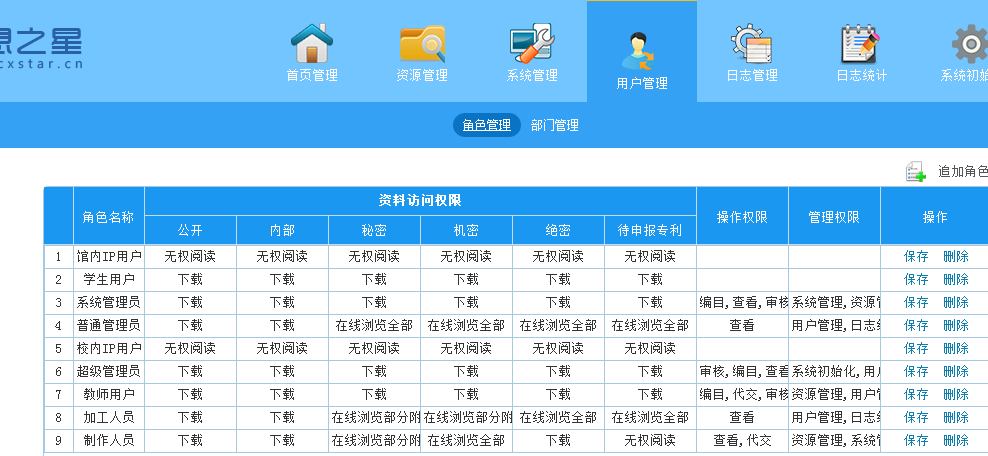 思之星
cxstar.cn
首页管理 资源管理 系统管理 用户管理 日志管理 日志统计 系统初始
角色管理 部门管理
追加角色
角色名称 资料访问权限 操作权限 管理权限 操作
公开 内部 秘密 机密 绝密 待申报专利
1 馆内IP用户 无权阅读 无权阅读 无权阅读 无权阅读 无权阅读 无权阅读 保存 删除
2 学生用户 下载 下载 下载 下载 下载 下载 保存 删除
3 系统管理员 下载 下载 下载 下载 下载 下载 编目,查看,审核 系统管理,资源管 保存 删除
4 普通管理员 下载 下载 在线浏览全部 在线浏览全部 在线浏览全部 在线浏览全部 查看 用户管理,日志统 保存 删除
5 校内IP用户 无权阅读 无权阅读 无权阅读 无权阅读 无权阅读 无权阅读 保存 删除
6 超级管理员 下载 下载 下载 下载 下载 下载 审核,编目,查看 系统初始化,用户 保存 删除
7 教师用户 下载 下载 下载 下载 下载 下载 编目,代交,审核 资源管理,用户管 保存 删除
8 加工人员 下载 下载 在线浏览部分附 在线浏览部分附 在线浏览全部 在线浏览全部 查看 用户管理,日志统 保存 删除
9 制作人员 下载 下载 在线浏览部分附 在线浏览全部 下载 无权阅读 查看,代交 资源管理,系统管 保存 删除